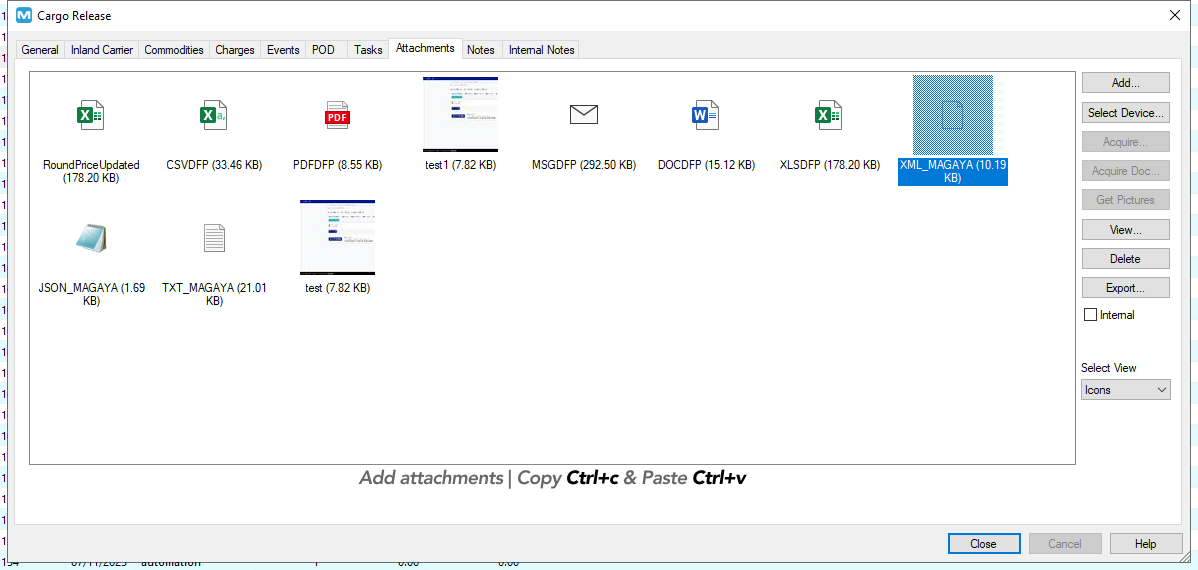 Cargo Release
General Inland Carrier Commodities Charges Events POD Tasks Attachments Notes Internal Notes
RoundPriceUpdated
(178.20 KB)
CSVDFP (33.46 KB)
PDF
PDFDFP (8.55 KB)
test1 (7.82 KB)
MSGDFP (292.50 KB)
DOCDFP (15.12 KB)
XLSDFP (178.20 KB)
XML_MAGAYA (10.19
KB)
JSON_MAGAYA (1.69
KB)
TXT_MAGAYA (21.01
KB)
test (7.82 KB)
Add...
Select Device...
Acquire...
Acquire Doc...
Get Pictures
View...
Delete
Export...
Internal
Select View
Icons
Add attachments | Copy Ctrl+c & Paste Ctrl+v
Close Cancel Help